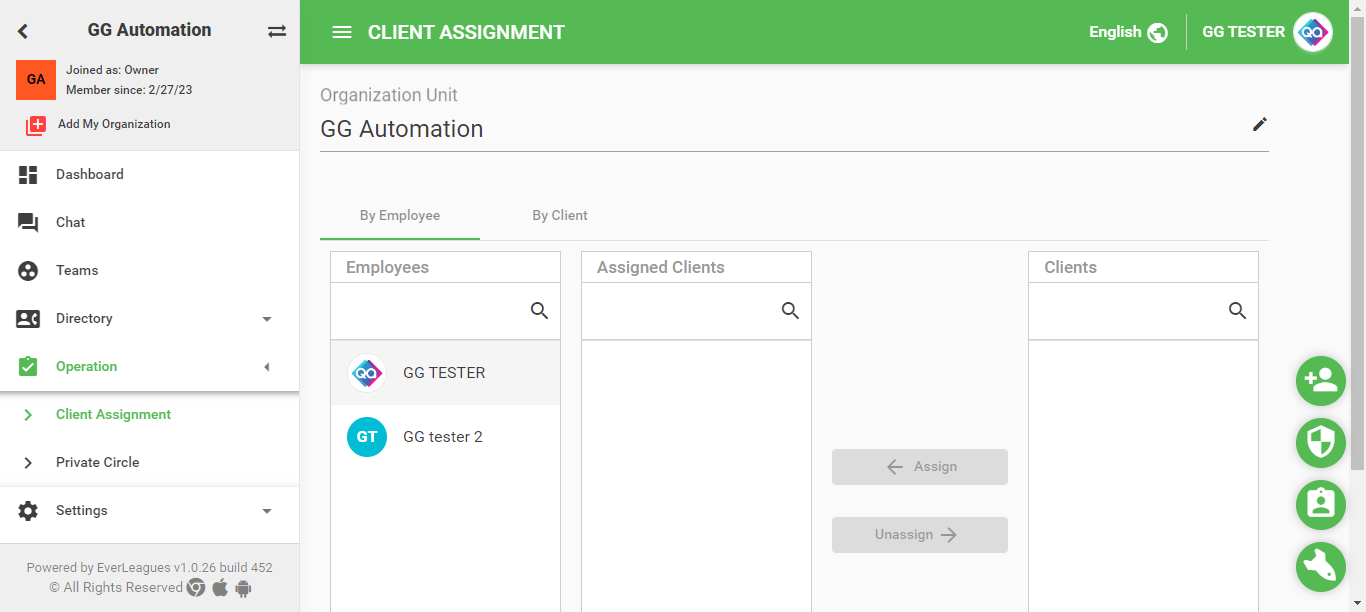 GG Automation
GA
Joined as: Owner
Member since: 2/27/23
Add My Organization
Dashboard
Chat
Teams
Directory
Operation
Client Assignment
Private Circle
Settings
Powered by EverLeagues v1.0.26 build 452
© All Rights Reserved
CLIENT ASSIGNMENT
English
GG TESTER
QA
Organization Unit
GG Automation
By Employee
By Client
Employees
Assigned Clients
Clients
QA
GG TESTER
GT
GG tester 2
Assign
Unassign